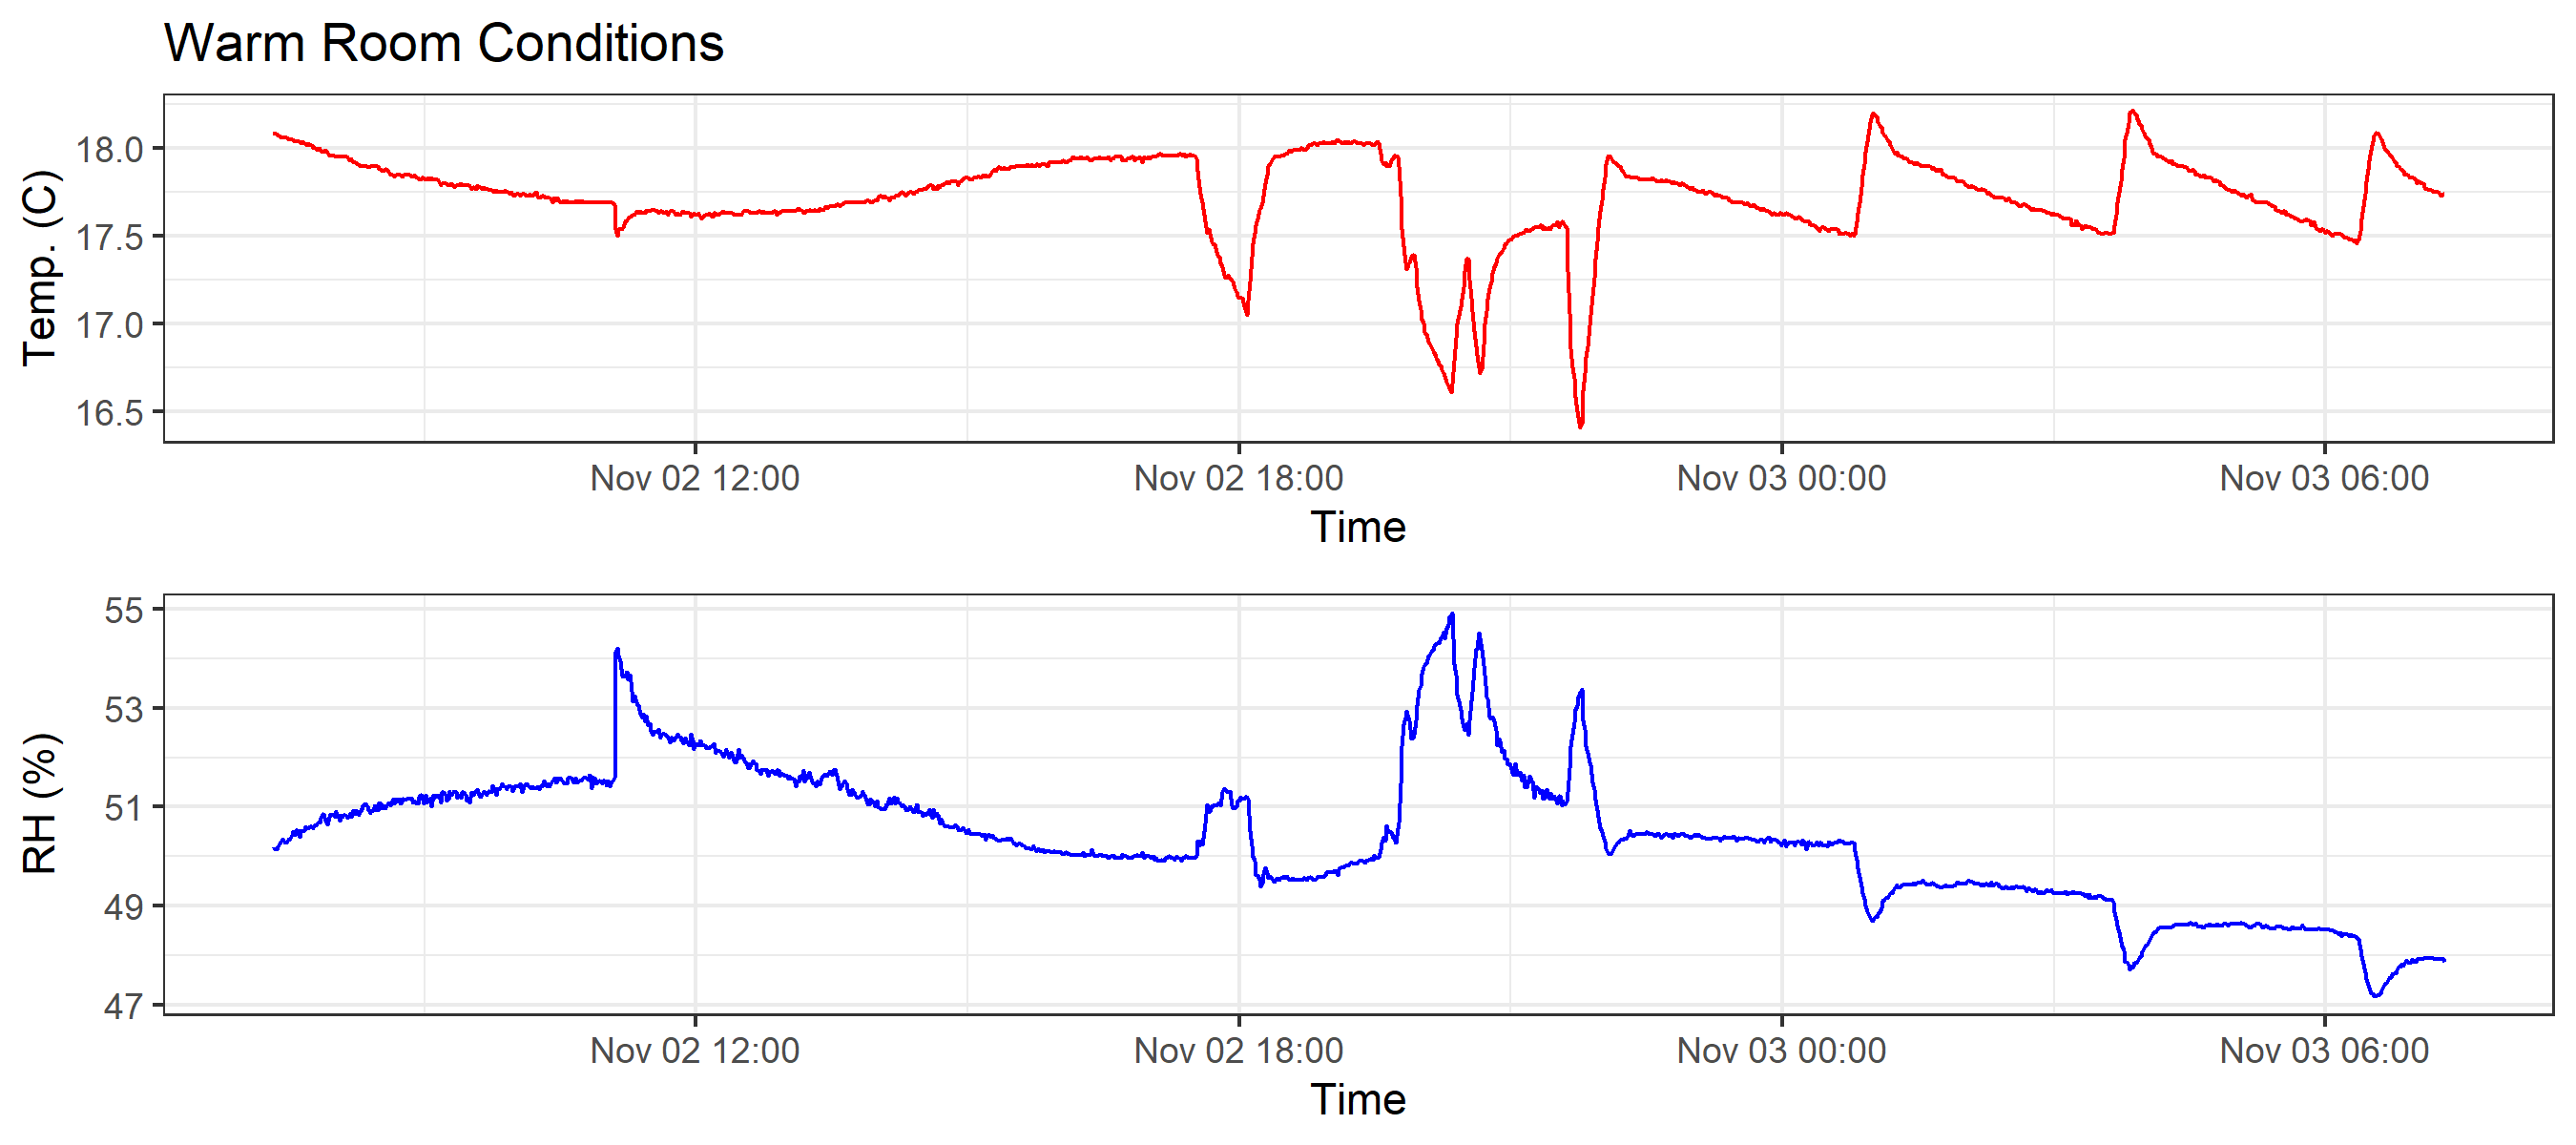 Warm Room Conditions
Temp. (C)
18.0
17.5
17.0
16.5
Nov 02 12:00 Nov 02 18:00 Nov 03 00:00 Nov 03 06:00
Time
RH (%)
55
53
51
49
47
Nov 02 12:00 Nov 02 18:00 Nov 03 00:00 Nov 03 06:00
Time